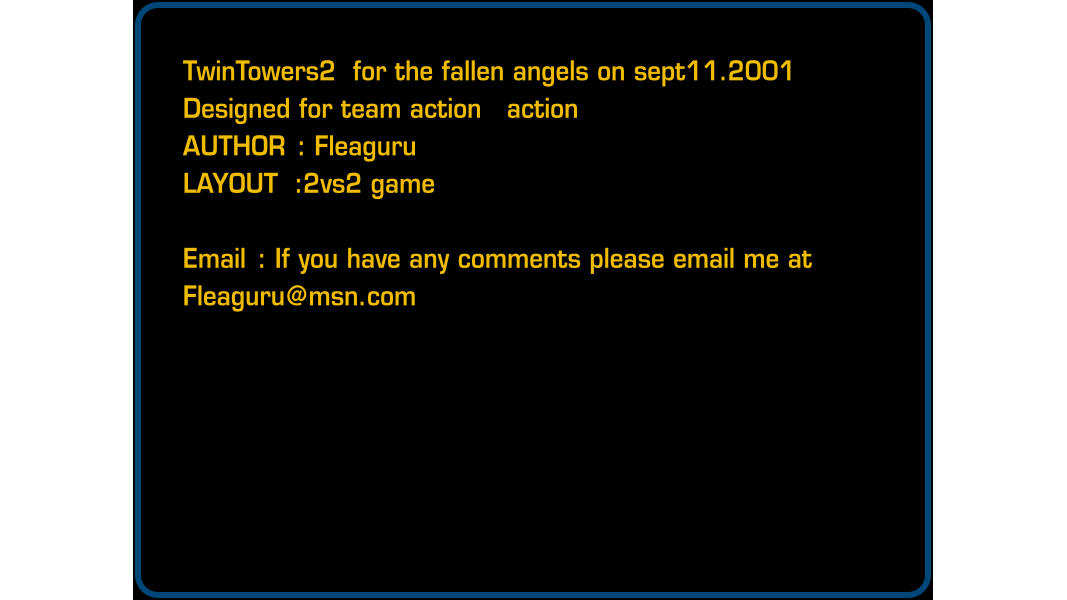 TwinTowers2  for the fallen angels on sept11.2001
Designed for team action   action
AUTHOR : Fleaguru
LAYOUT  :2vs2 game
Email : If you have any comments please email me at
Fleaguru@msn.com